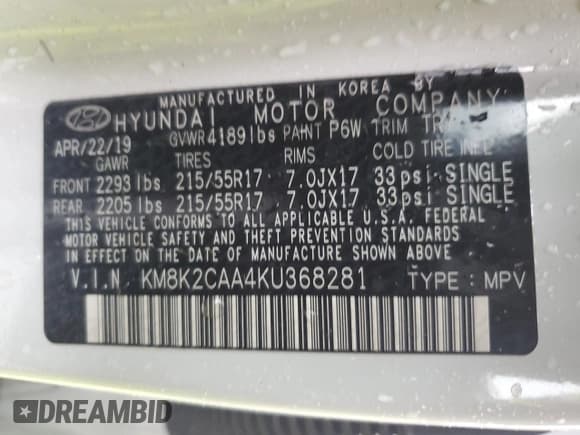 MANUFACTURED IN KOREA BY
HYUNDAI MOTOR COMPANY
APR/22/19 GVWR 4189lbs PAINT P6W TRIM TRY
GAWR TIRES RIMS COLD TIRE
FRONT 2293 lbs 215/55R17 7.0JX17 33psi SINGLE
REAR 2205 lbs 215/55R17 7.0JX17 33psi SINGLE
THIS VEHICLE CONFORMS TO ALL APPLICABLE U.S.A. FEDERAL
MOTOR VEHICLE SAFETY AND THEFT PREVENTION STANDARDS
IN EFFECT ON THE DATE OF MANUFACTURE SHOWN ABOVE.
V.I.N. KM8K2CAA4KU368281 TYPE : MPV
DREAMBID